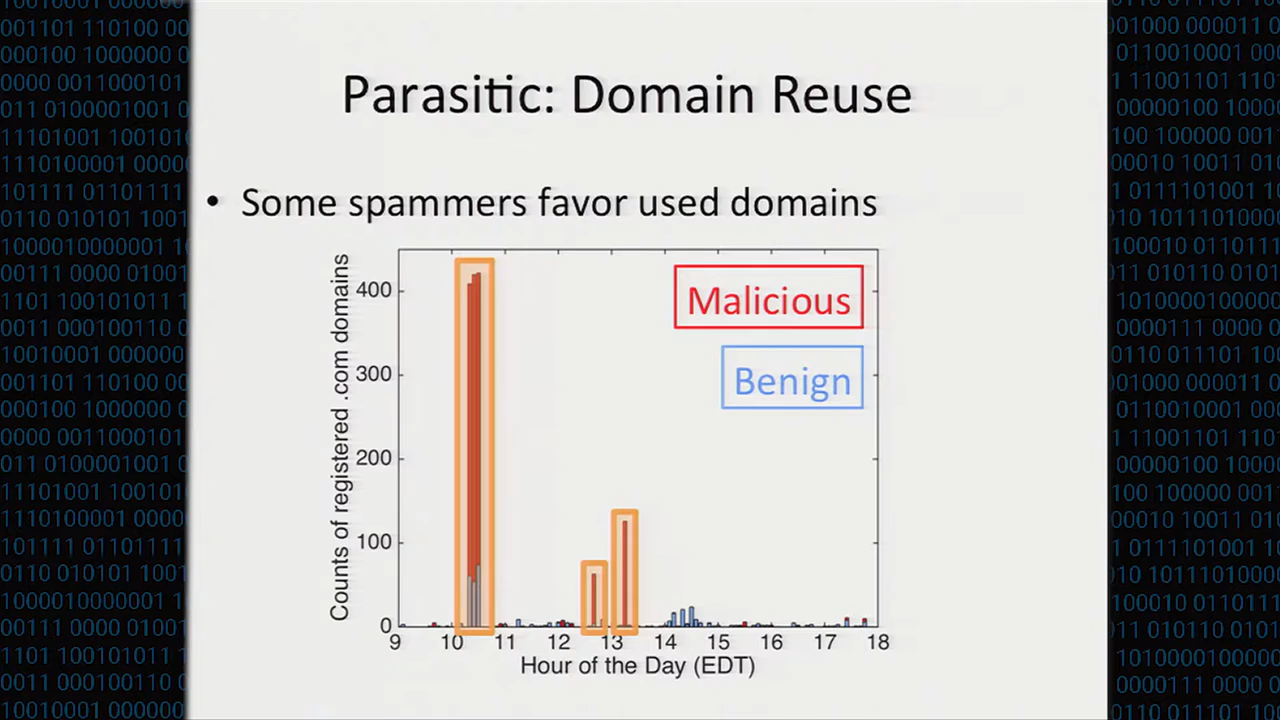 Parasitic: Domain Reuse
• Some spammers favor used domains
Counts of registered .com domains
400
300
200
100
0
Malicious
Benign
9 10 11 12 13 14 15 16 17 18
Hour of the Day (EDT)